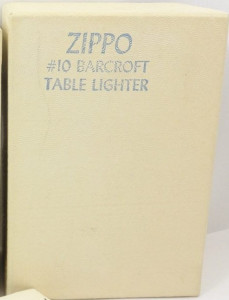 ZIPPO
#10 BARCROFT
TABLE LIGHTER